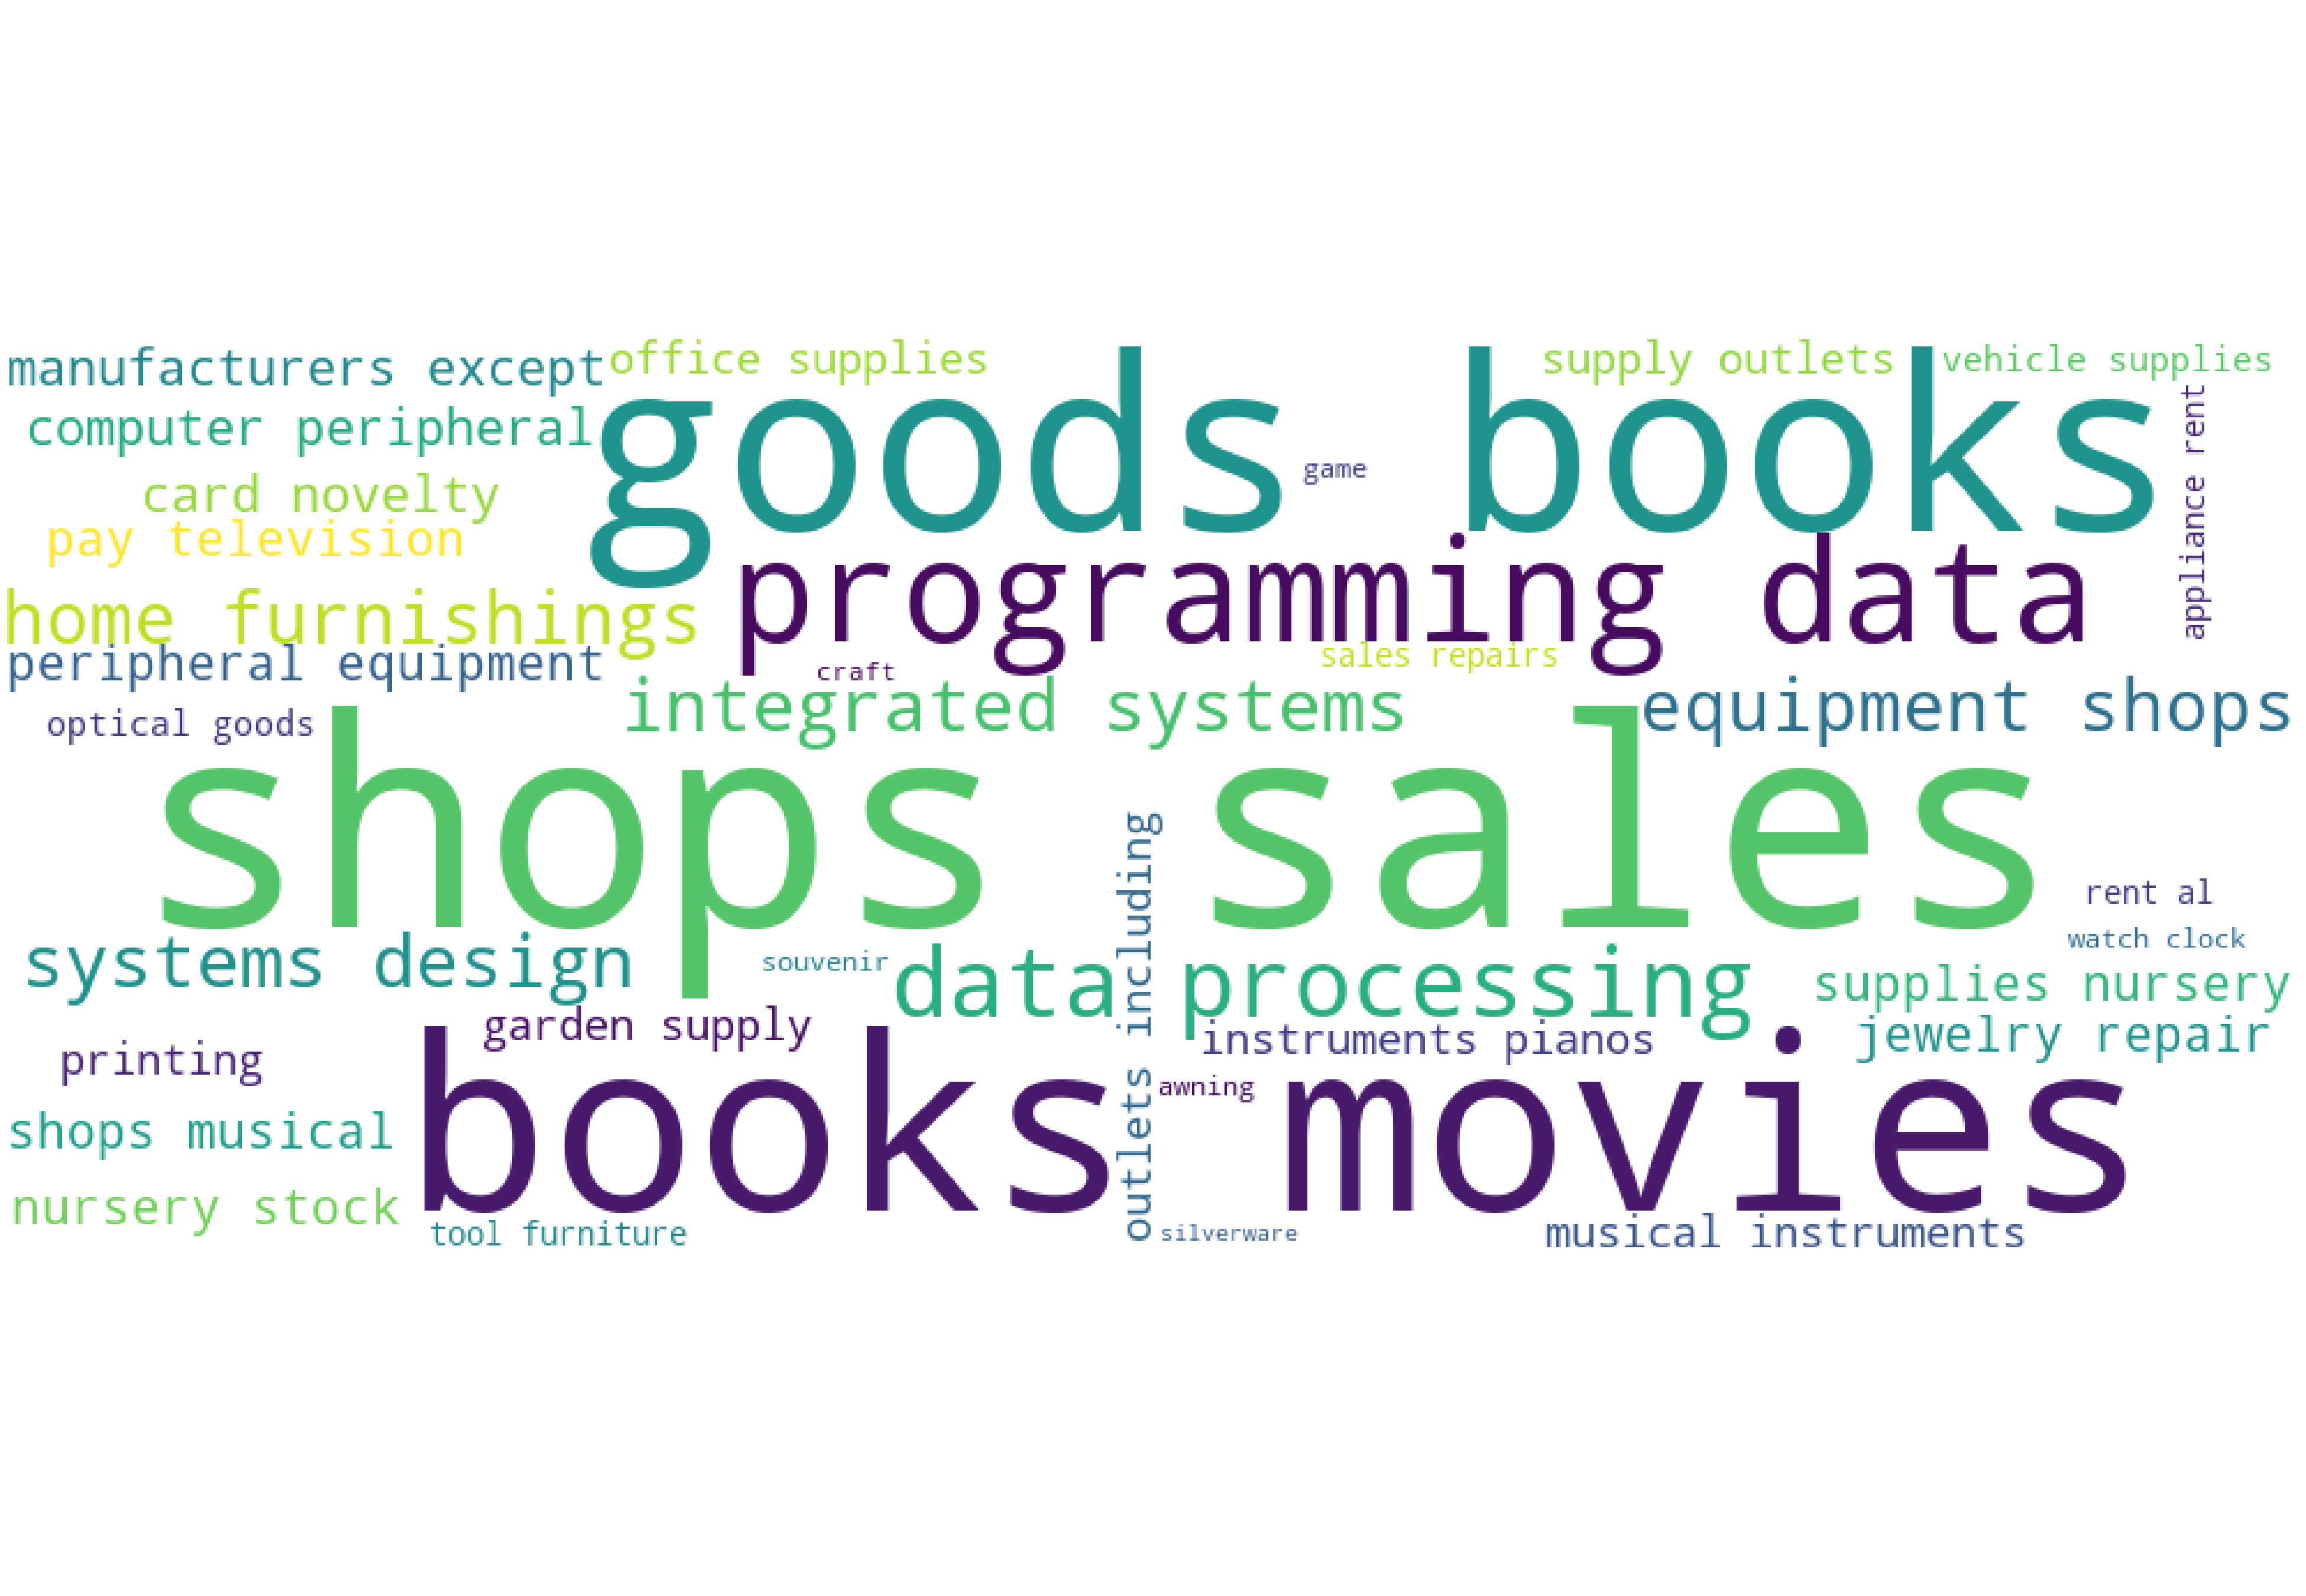 manufacturers except
office supplies
supply outlets
vehicle supplies
computer peripheral
goods books
appliance rent
card novelty
game
pay television
programming data
home furnishings
peripheral equipment
craft
sales repairs
integrated systems
equipment shops
optical goods
shops sales
rent al
watch clock
systems design
souvenir
data processing
outlets including
supplies nursery
garden supply
instruments pianos
jewelry repair
printing
awning
books movies
shops musical
nursery stock
tool furniture
silverware
musical instruments